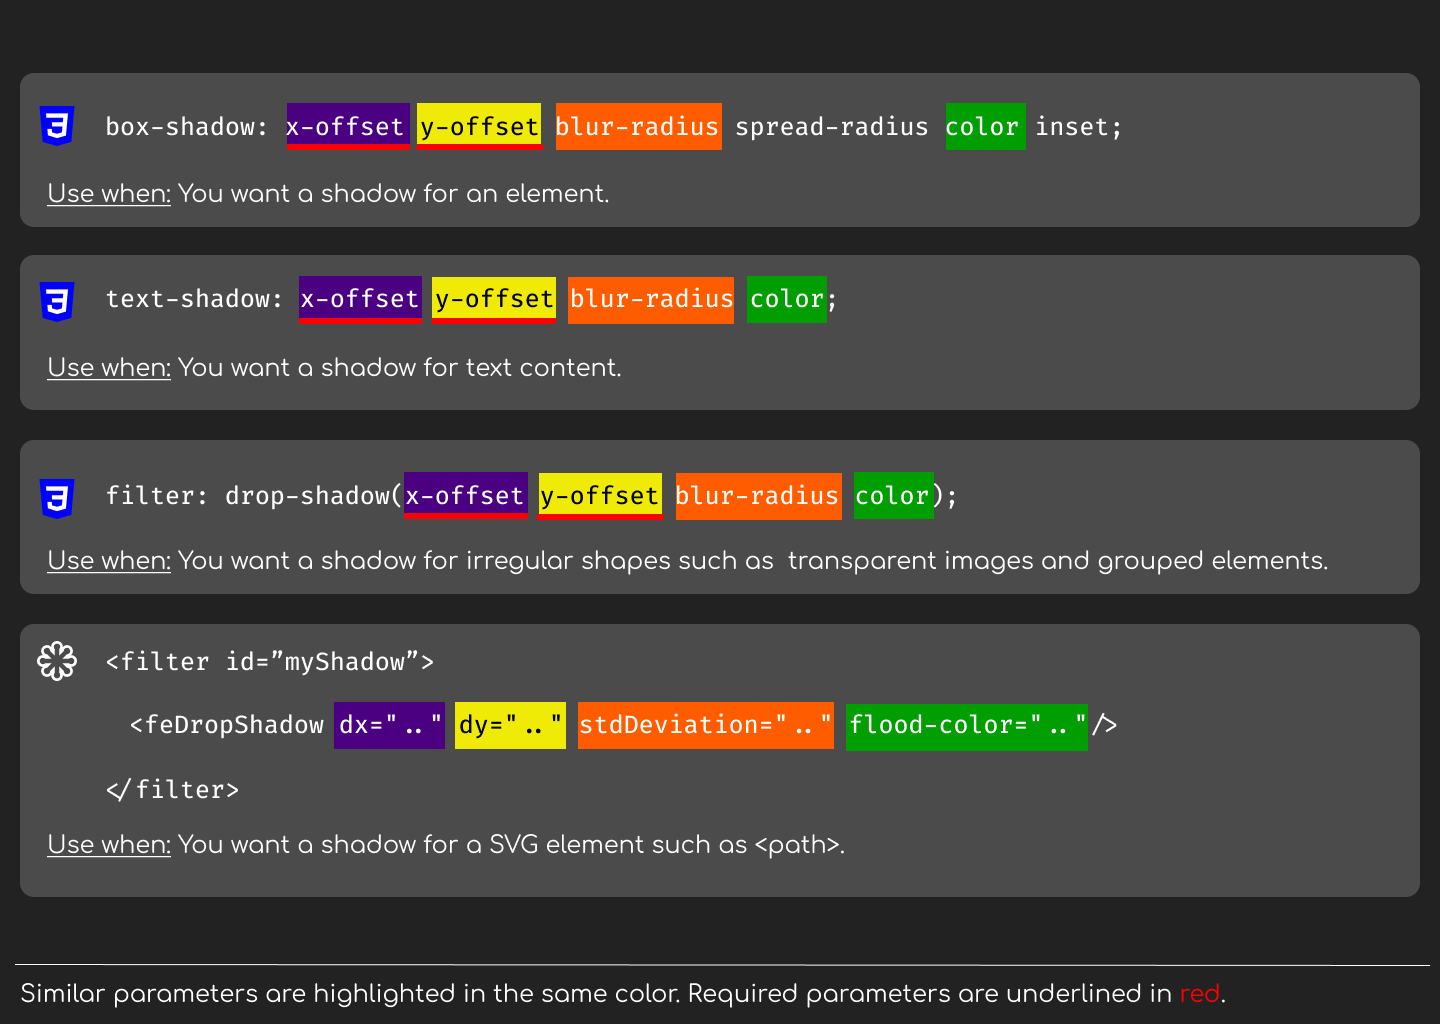 box-shadow: x-offset y-offset blur-radius spread-radius color inset;
Use when: You want a shadow for an element.
text-shadow: x-offset y-offset blur-radius color;
Use when: You want a shadow for text content.
filter: drop-shadow(x-offset y-offset blur-radius color);
Use when: You want a shadow for irregular shapes such as  transparent images and grouped elements.
<filter id=”myShadow”>
<feDropShadow dx=".." dy=".." stdDeviation=".." flood-color=".."/>
</filter>
Use when: You want a shadow for a SVG element such as <path>.
Similar parameters are highlighted in the same color. Required parameters are underlined in red.